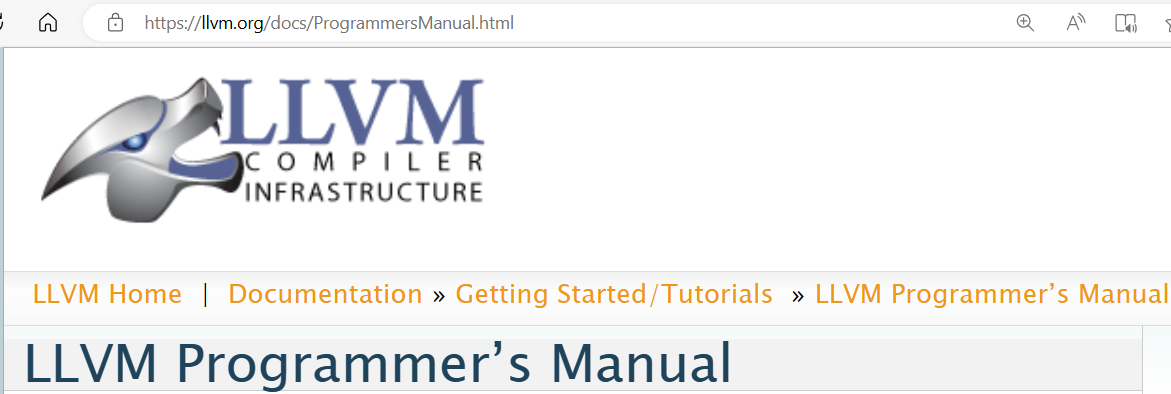 https://llvm.org/docs/ProgrammersManual.html
LLVM
COMPILER
INFRASTRUCTURE
LLVM Home | Documentation » Getting Started/Tutorials » LLVM Programmer’s Manual
LLVM Programmer’s Manual